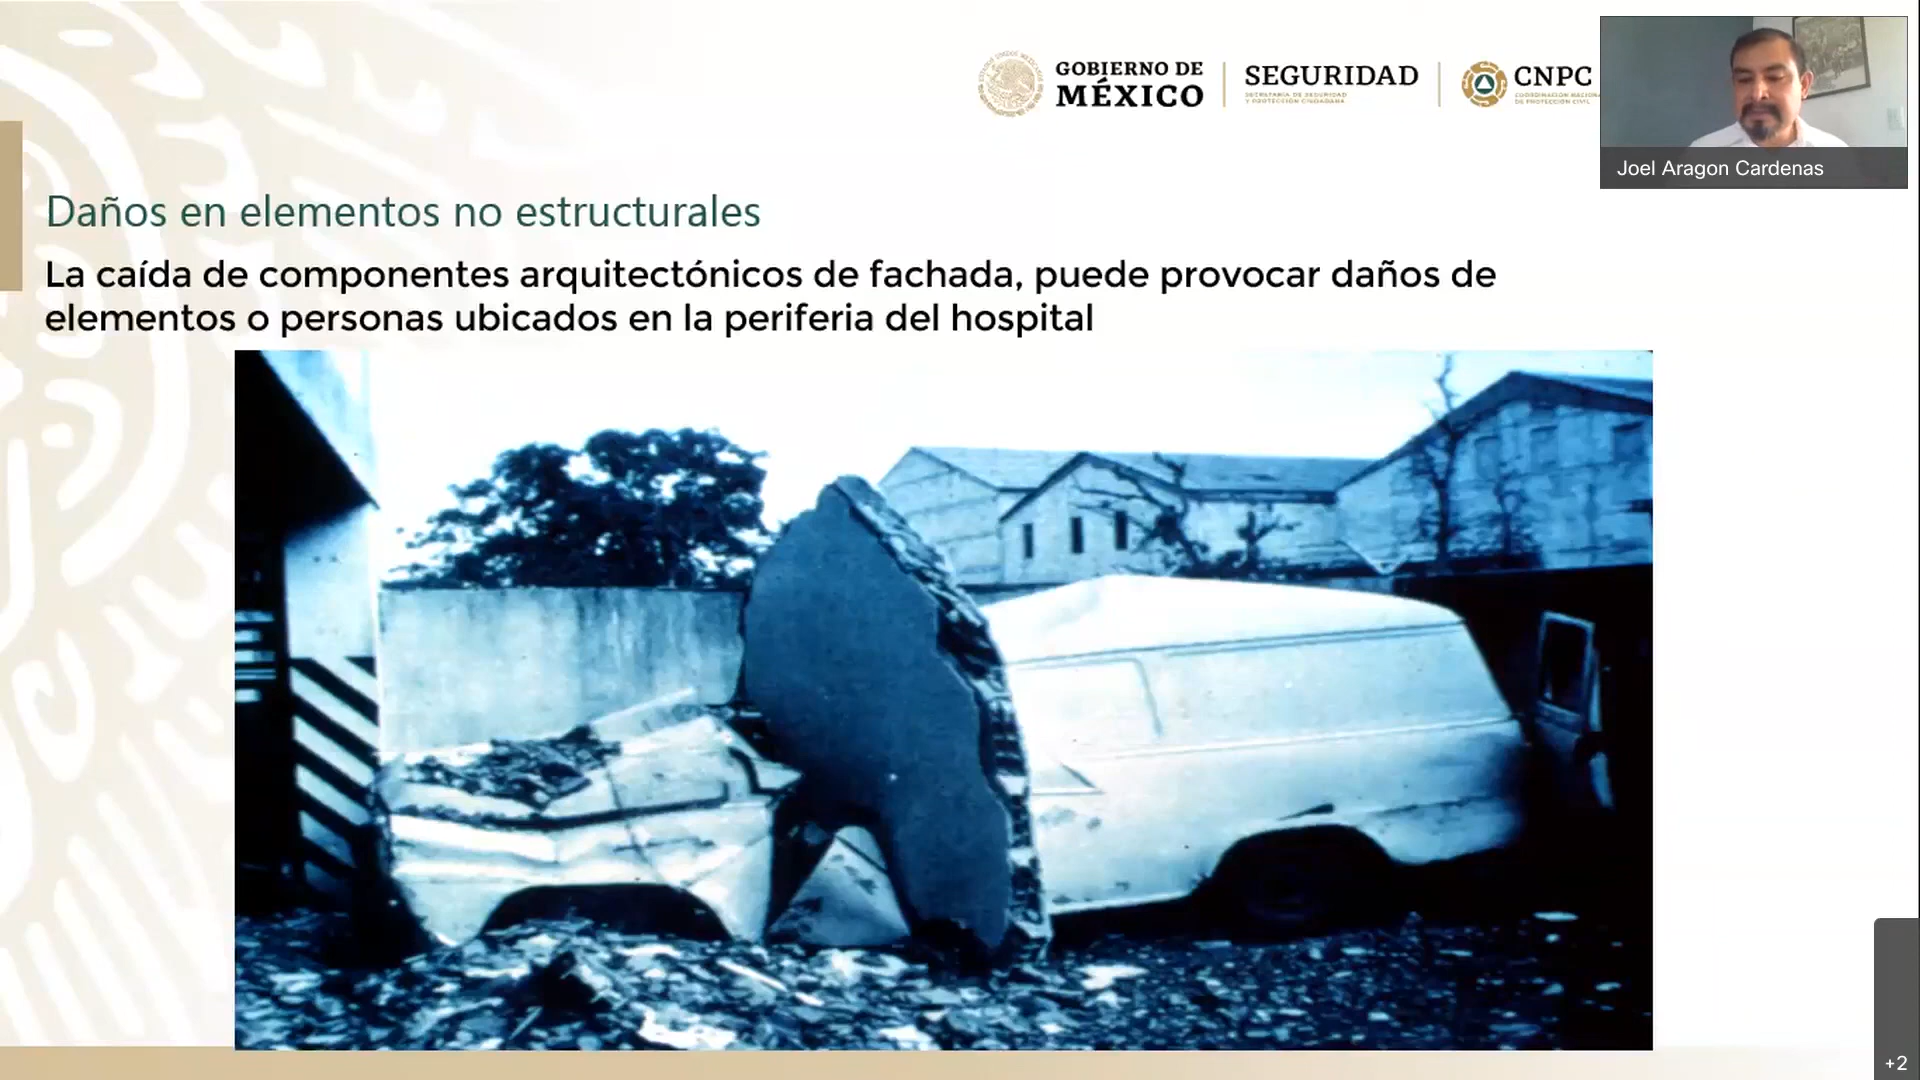 GOBIERNO DE
MÉXICO
SEGURIDAD
SECRETARÍA DE SEGURIDAD
Y PROTECCIÓN CIUDADANA
CNPC
DE PROTECCIÓN CIVIL
Joel Aragon Cardenas
Daños en elementos no estructurales
La caída de componentes arquitectónicos de fachada, puede provocar daños de
elementos o personas ubicados en la periferia del hospital
+2